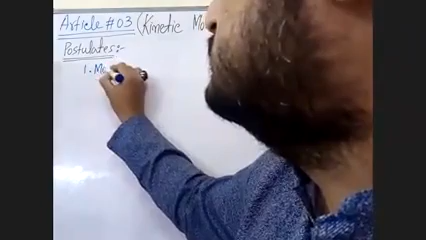 Article # 03 (Kinetic
Postulates:-
1.